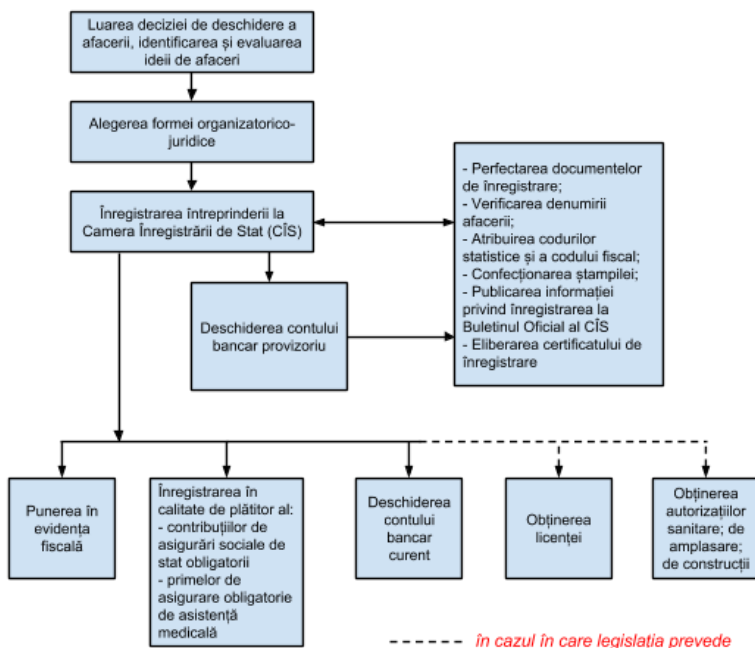 Luarea deciziei de deschidere a
afacerii, identificarea și evaluarea
ideii de afaceri
Alegerea formei organizatorico-
juridice
Înregistrarea întreprinderii la
Camera Înregistrării de Stat (CÎS)
- Perfectarea documentelor
de înregistrare;
- Verificarea denumirii
afacerii;
- Atribuirea codurilor
statistice și a codului fiscal;
- Confecționarea ștampilei;
- Publicarea informației
privind înregistrarea la
Buletinul Oficial al CÎS
- Eliberarea certificatului de
înregistrare
Deschiderea contului
bancar provizoriu
Punerea în
evidența
fiscală
Înregistrarea în
calitate de plătitor al:
- contribuțiilor de
asigurări sociale de
stat obligatorii
- primelor de
asigurare obligatorie
de asistență
medicală
Deschiderea
contului
bancar
curent
Obținerea
licenței
Obținerea
autorizațiilor
sanitare; de
amplasare;
de construcții
în cazul în care legislația prevede